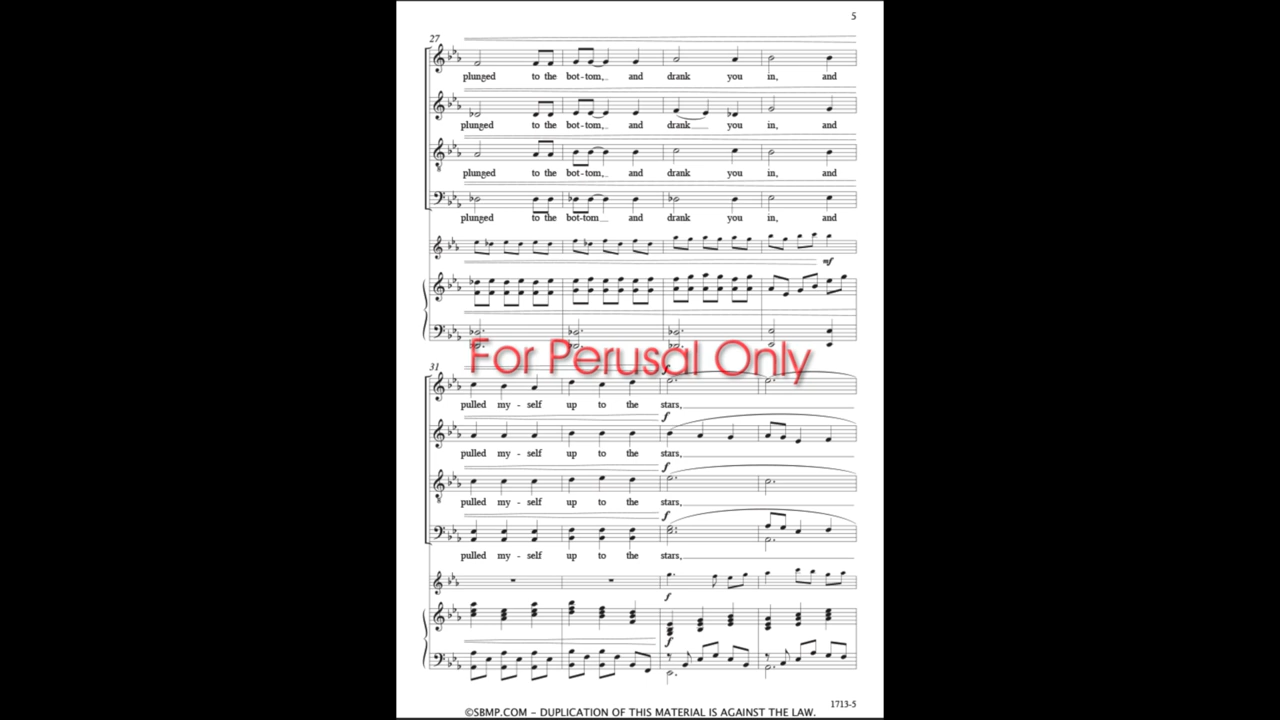 5
27
plunged to the bot-tom, and drank you in, and
plunged to the bot-tom, and drank you in, and
plunged to the bot-tom, and drank you in, and
plunged to the bot-tom and drank you in, and
mf
For Perusal Only
31
f
pulled my - self up to the stars,
f
pulled my - self up to the stars,
f
pulled my - self up to the stars,
f
pulled my - self up to the stars,
f
f
1713-5
©SBMP.COM – DUPLICATION OF THIS MATERIAL IS AGAINST THE LAW.